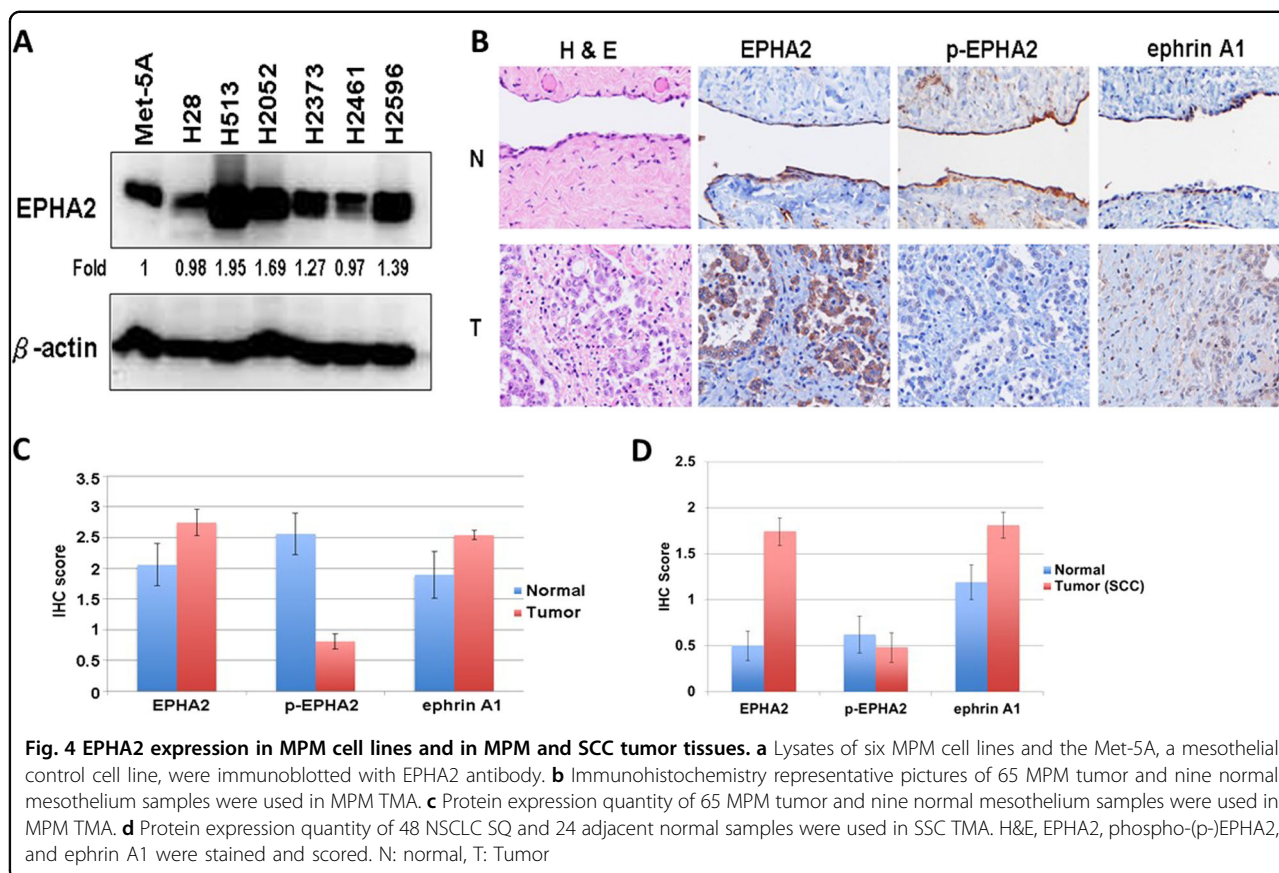 A
Met-5A H28 H513 H2052 H2373 H2461 H2596
EPHA2
Fold 1 0.98 1.95 1.69 1.27 0.97 1.39
β-actin
B
H & E EPHA2 p-EPHA2 ephrin A1
N
T
C
3.5
3
2.5
2
1.5
1
0.5
0
IHC score
EPHA2 p-EPHA2 ephrin A1
Normal
Tumor
D
2.5
2
1.5
1
0.5
0
IHC Score
EPHA2 p-EPHA2 ephrin A1
Normal
Tumor (SCC)
Fig. 4 EPHA2 expression in MPM cell lines and in MPM and SCC tumor tissues. a Lysates of six MPM cell lines and the Met-5A, a mesothelial
control cell line, were immunoblotted with EPHA2 antibody. b Immunohistochemistry representative pictures of 65 MPM tumor and nine normal
mesothelium samples were used in MPM TMA. c Protein expression quantity of 65 MPM tumor and nine normal mesothelium samples were used in
MPM TMA. d Protein expression quantity of 48 NSCLC SQ and 24 adjacent normal samples were used in SSC TMA. H&E, EPHA2, phospho-(p-)EPHA2,
and ephrin A1 were stained and scored. N: normal, T: Tumor